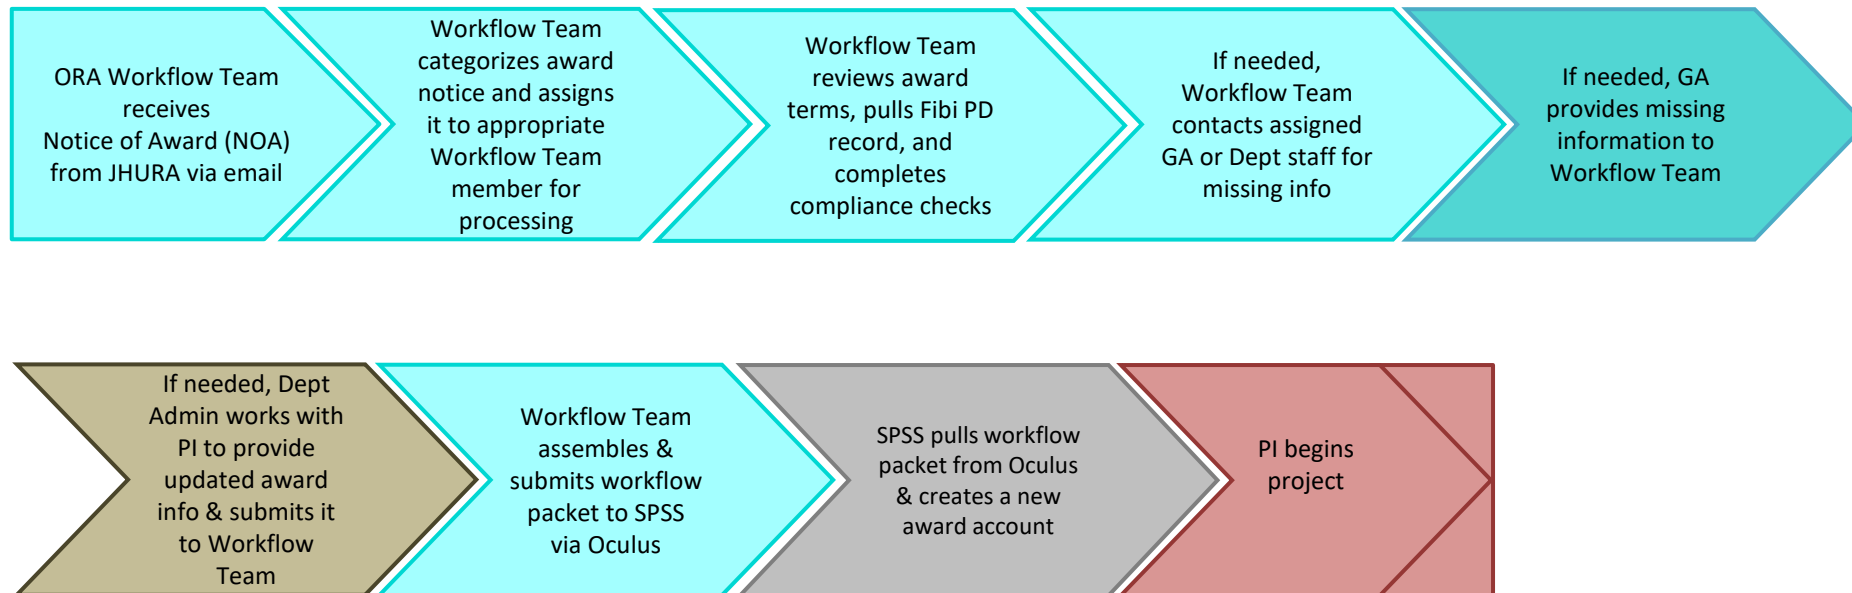 ORA Workflow Team
receives
Notice of Award (NOA)
from JHURA via email
Workflow Team
categorizes award
notice and assigns
it to appropriate
Workflow Team
member for
processing
Workflow Team
reviews award
terms, pulls Fibi PD
record, and
completes
compliance checks
If needed,
Workflow Team
contacts assigned
GA or Dept staff for
missing info
If needed, GA
provides missing
information to
Workflow Team
If needed, Dept
Admin works with
PI to provide
updated award
info & submits it
to Workflow
Team
Workflow Team
assembles &
submits workflow
packet to SPSS
via Oculus
SPSS pulls workflow
packet from Oculus
& creates a new
award account
PI begins
project